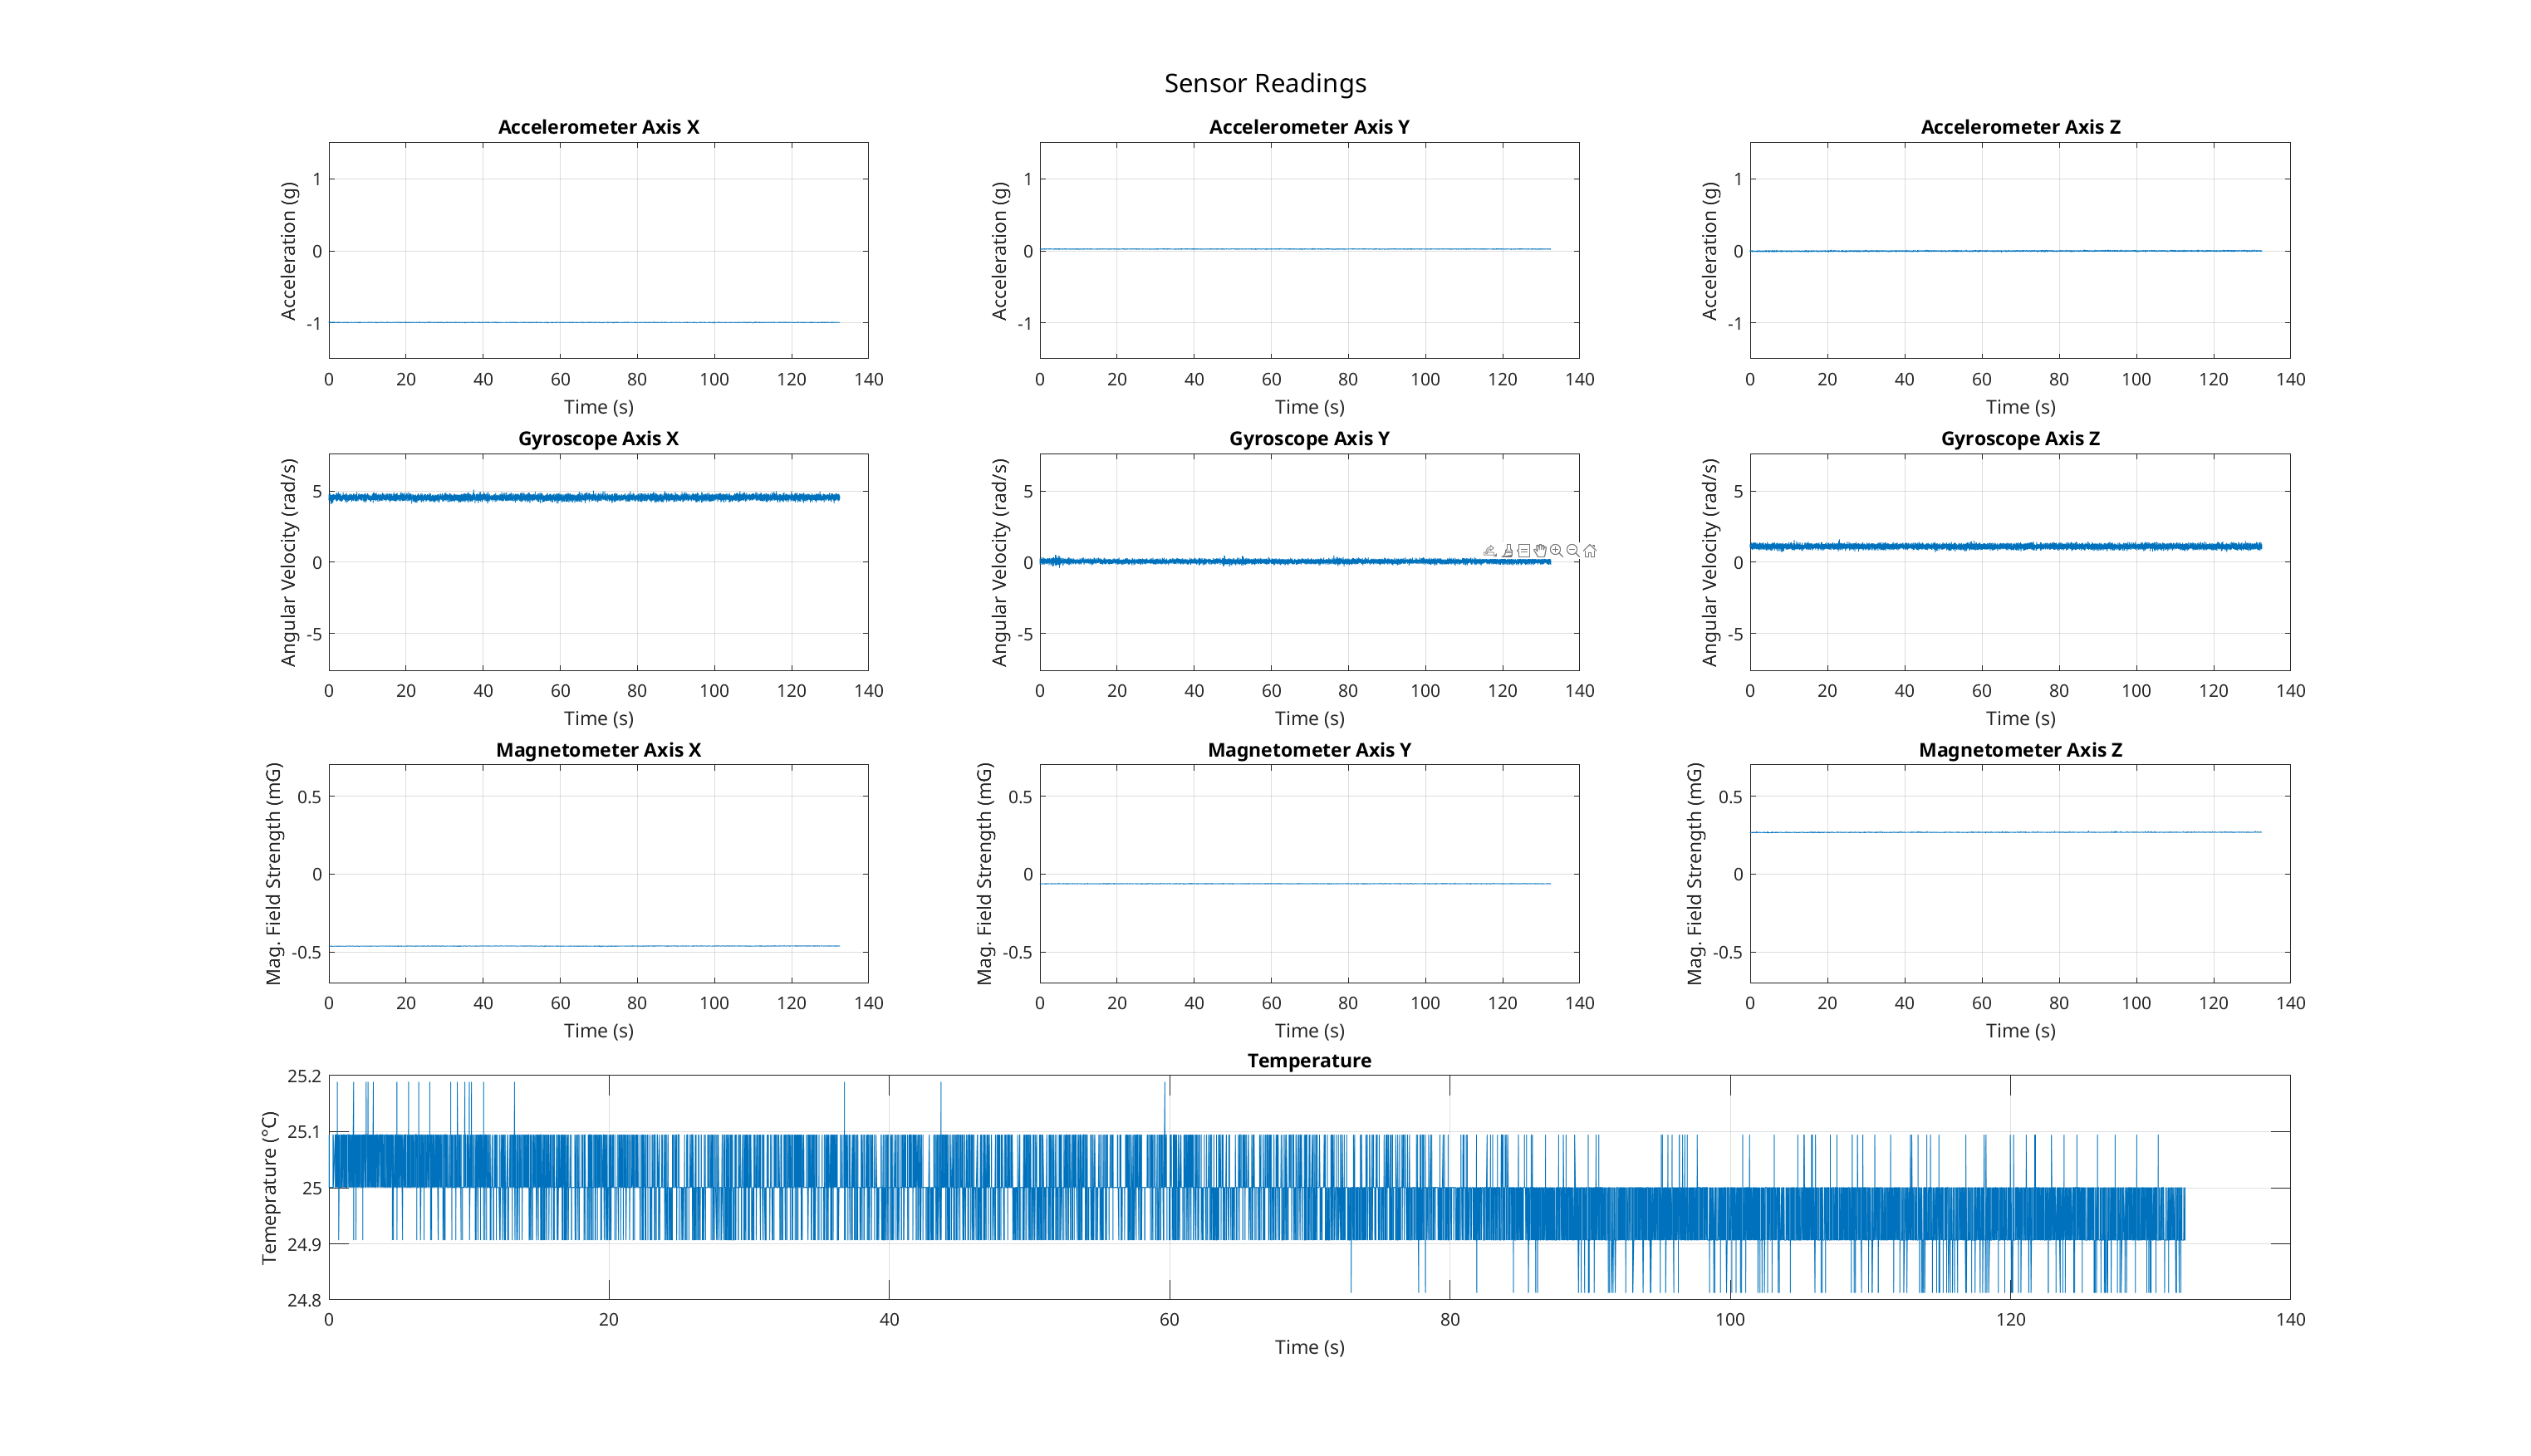 Sensor Readings
Accelerometer Axis X
Accelerometer Axis Y
Accelerometer Axis Z
Acceleration (g)
1
0
-1
0 20 40 60 80 100 120 140
Time (s)
Acceleration (g)
1
0
-1
0 20 40 60 80 100 120 140
Time (s)
Acceleration (g)
1
0
-1
0 20 40 60 80 100 120 140
Time (s)
Gyroscope Axis X
Gyroscope Axis Y
Gyroscope Axis Z
Angular Velocity (rad/s)
5
0
-5
0 20 40 60 80 100 120 140
Time (s)
Angular Velocity (rad/s)
5
0
-5
0 20 40 60 80 100 120 140
Time (s)
Angular Velocity (rad/s)
5
0
-5
0 20 40 60 80 100 120 140
Time (s)
Magnetometer Axis X
Magnetometer Axis Y
Magnetometer Axis Z
Mag. Field Strength (mG)
0.5
0
-0.5
0 20 40 60 80 100 120 140
Time (s)
Mag. Field Strength (mG)
0.5
0
-0.5
0 20 40 60 80 100 120 140
Time (s)
Mag. Field Strength (mG)
0.5
0
-0.5
0 20 40 60 80 100 120 140
Time (s)
Temperature
Temeprature (°C)
25.2
25.1
25
24.9
24.8
0 20 40 60 80 100 120 140
Time (s)